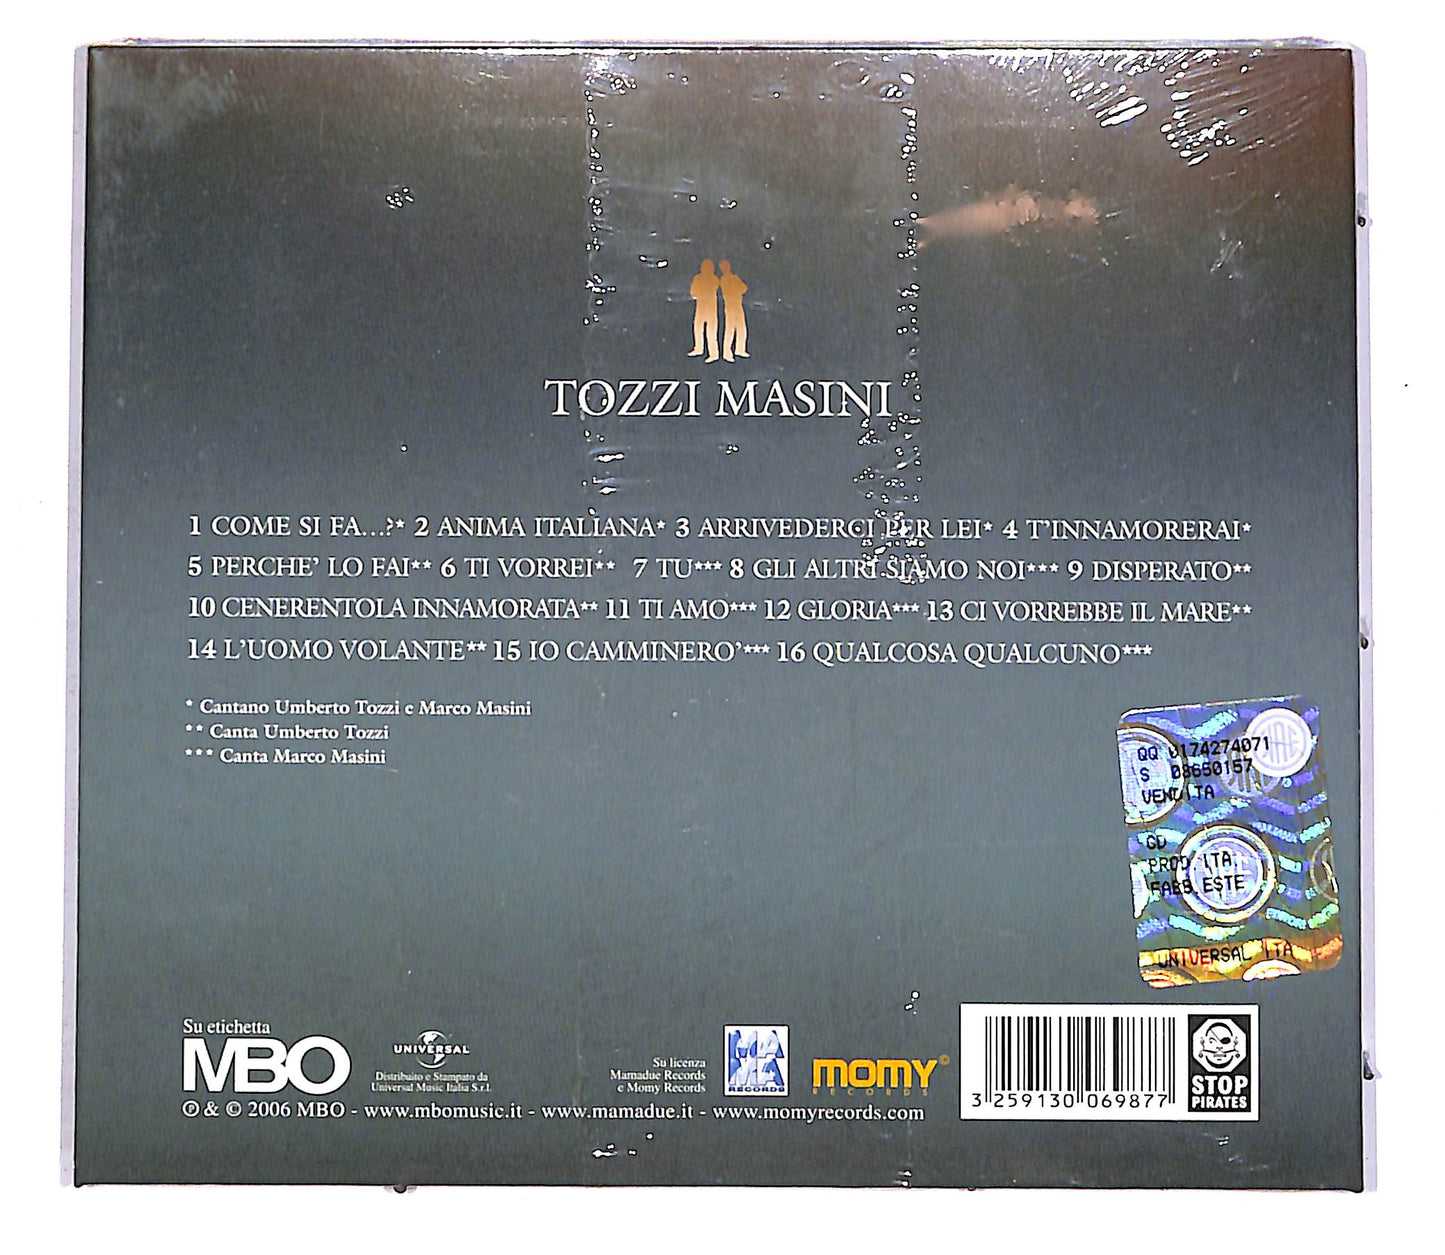 TOZZI MASINI
1 COME SI FA...?* 2 ANIMA ITALIANA* 3 ARRIVEDERCI PER LEI* 4 T'INNAMORERAI*
5 PERCHE' LO FAI** 6 TI VORREI** 7 TU*** 8 GLI ALTRI SIAMO NOI*** 9 DISPERATO**
10 CENERENTOLA INNAMORATA** 11 TI AMO*** 12 GLORIA*** 13 CI VORREBBE IL MARE**
14 L'UOMO VOLANTE** 15 IO CAMMINERO'*** 16 QUALCOSA QUALCUNO***
* Cantano Umberto Tozzi e Marco Masini
** Canta Umberto Tozzi
*** Canta Marco Masini
QQ 0174274071
S 08650157
VENDITA
GD
PROD.ITA.
FABB.ESTE
UNIVERSAL ITA
Su etichetta
MBO
UNIVERSAL
Distribuito e Stampato da
Universal Music Italia S.r.l.
Su licenza
Mamadue Records
e Momy Records
MA
MA
RECORDS
MOMY©
RECORDS
℗ & © 2006 MBO - www.mbomusic.it - www.mamadue.it - www.momyrecords.com
3 259130 069877
STOP
PIRATES